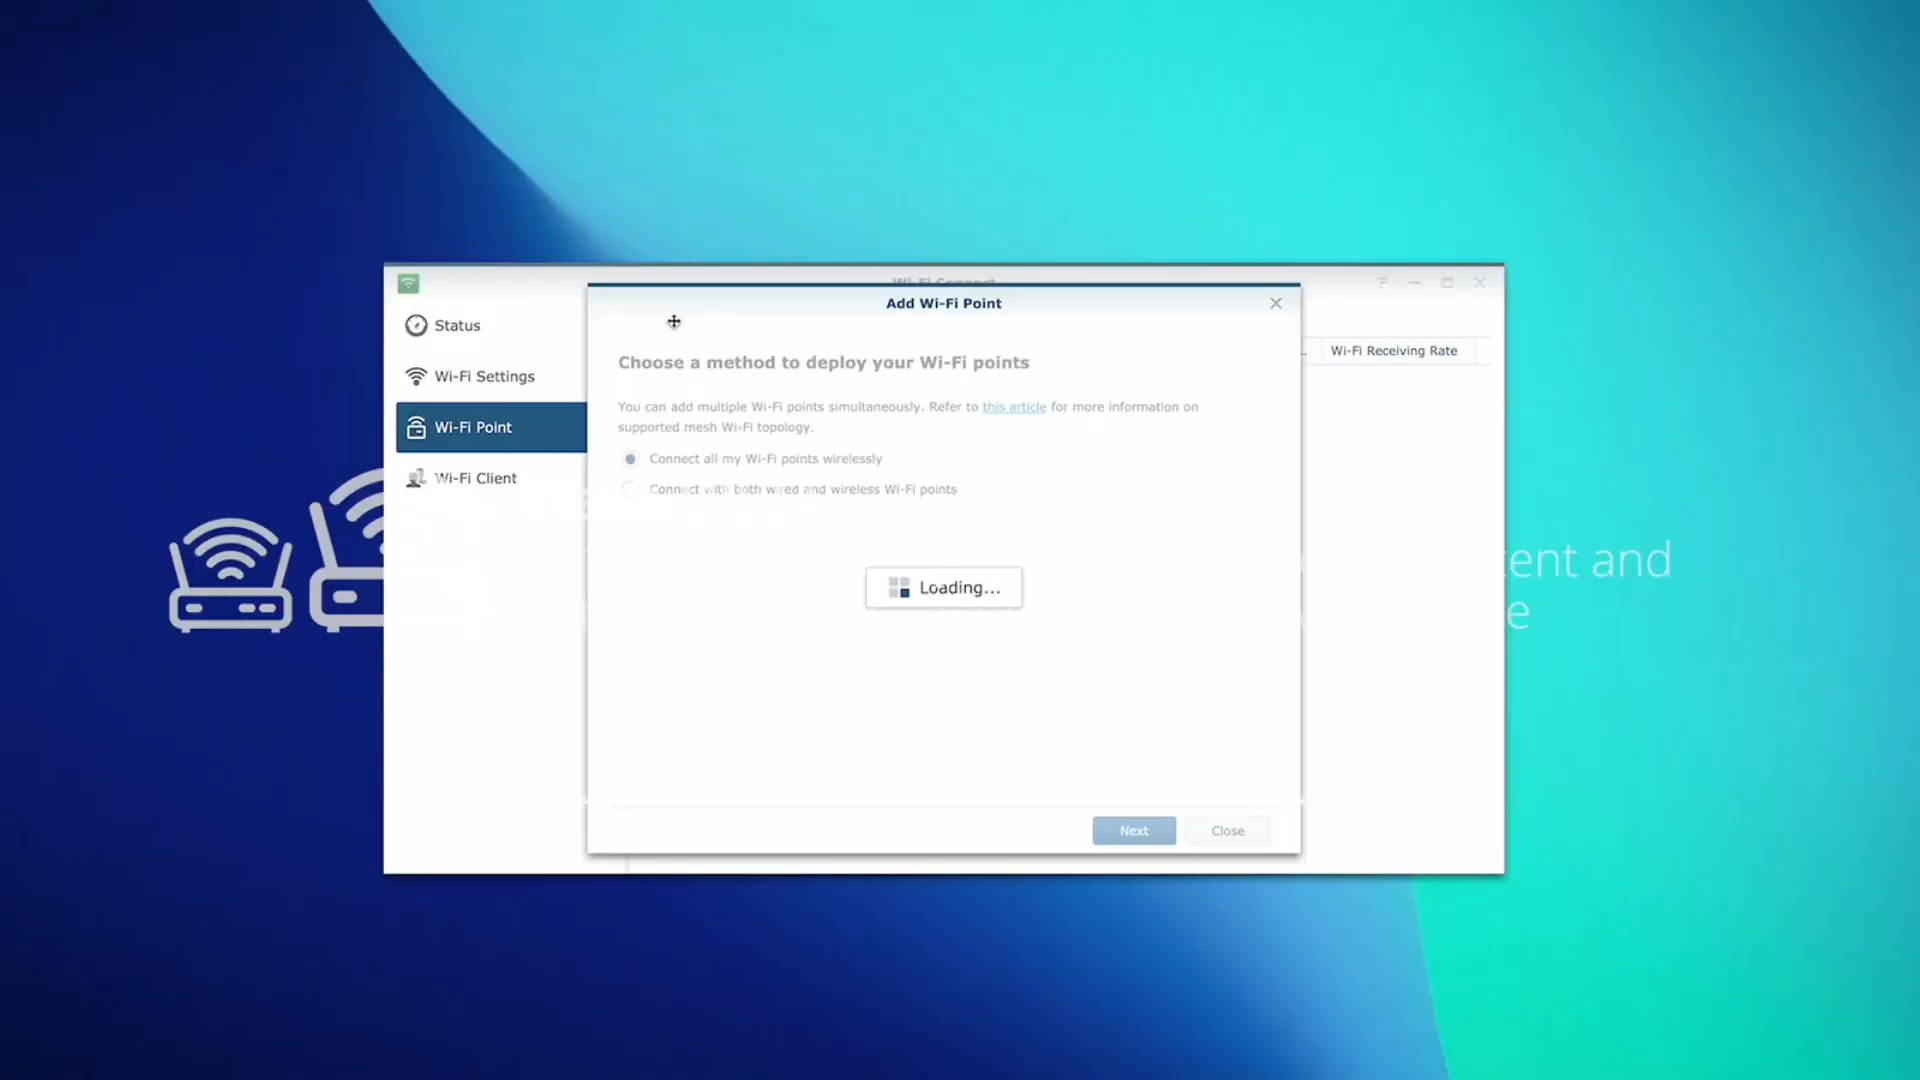 Wi-Fi Connect
Add Wi-Fi Point
Status
Wi-Fi Settings
Wi-Fi Point
Wi-Fi Client
Wi-Fi Receiving Rate
Choose a method to deploy your Wi-Fi points
You can add multiple Wi-Fi points simultaneously. Refer to this article for more information on
supported mesh Wi-Fi topology.
Connect all my Wi-Fi points wirelessly
Connect with both wired and wireless Wi-Fi points
Loading...
and
Next
Close